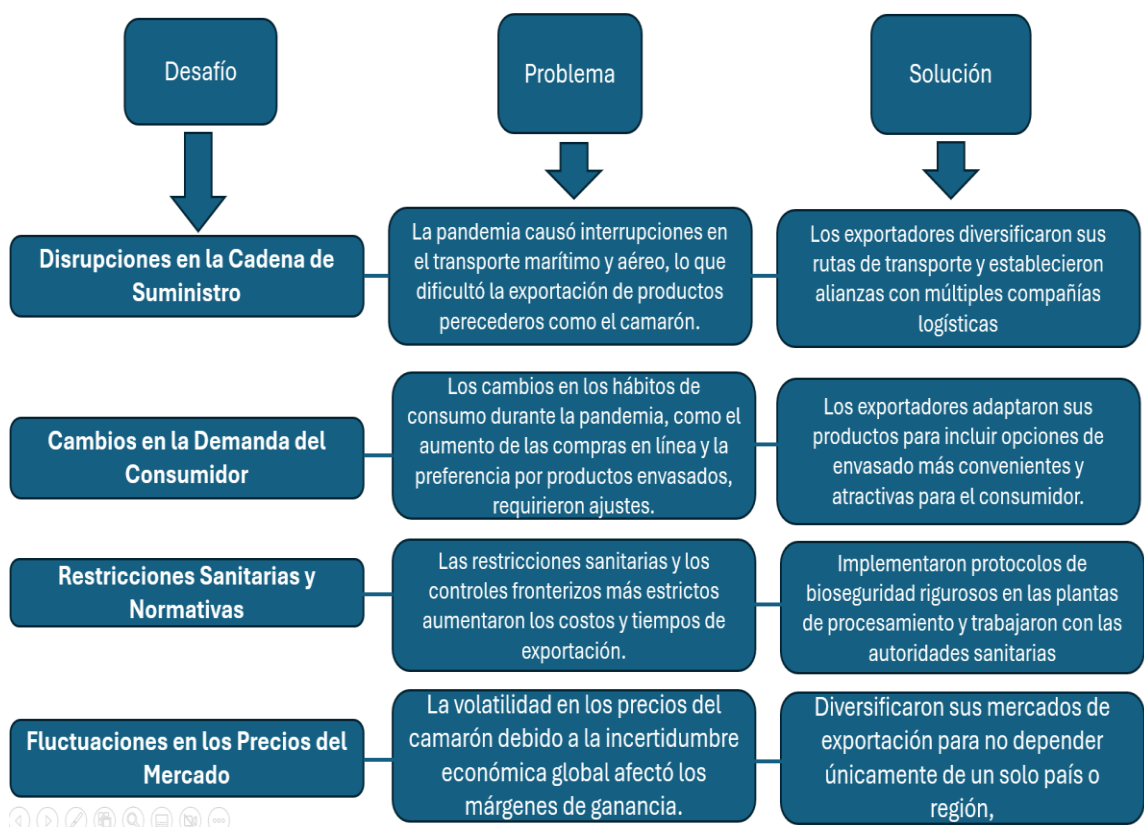 Desafío
Problema
Solución
Disrupciones en la Cadena de
Suministro
La pandemia causó interrupciones en
el transporte marítimo y aéreo, lo que
dificultó la exportación de productos
perecederos como el camarón.
Los exportadores diversificaron sus
rutas de transporte y establecieron
alianzas con múltiples compañías
logísticas
Cambios en la Demanda del
Consumidor
Los cambios en los hábitos de
consumo durante la pandemia, como el
aumento de las compras en línea y la
preferencia por productos envasados,
requirieron ajustes.
Los exportadores adaptaron sus
productos para incluir opciones de
envasado más convenientes y
atractivas para el consumidor.
Restricciones Sanitarias y
Normativas
Las restricciones sanitarias y los
controles fronterizos más estrictos
aumentaron los costos y tiempos de
exportación.
Implementaron protocolos de
bioseguridad rigurosos en las plantas
de procesamiento y trabajaron con las
autoridades sanitarias
Fluctuaciones en los Precios del
Mercado
La volatilidad en los precios del
camarón debido a la incertidumbre
económica global afectó los
márgenes de ganancia.
Diversificaron sus mercados de
exportación para no depender
únicamente de un solo país o
región,